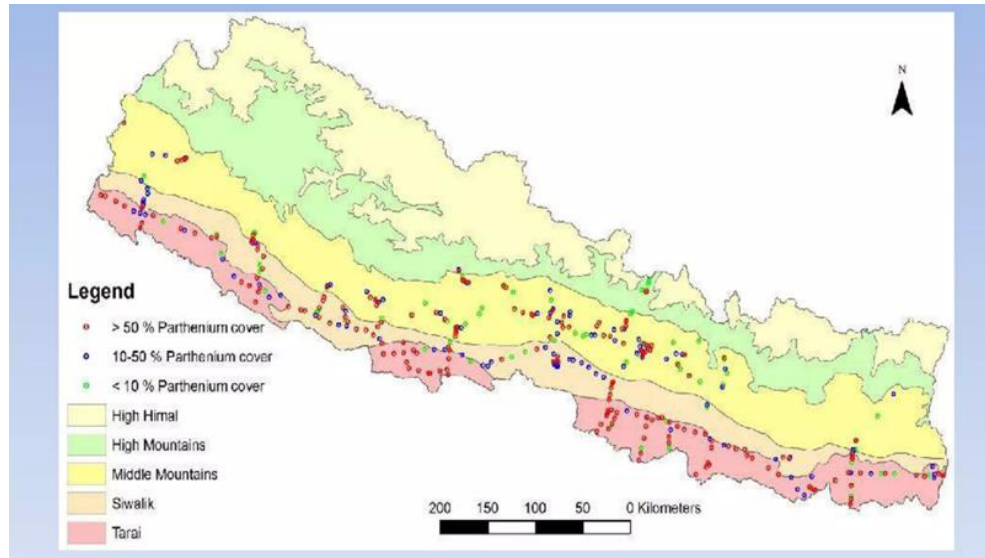 N
Legend
> 50 % Parthenium cover
10-50 % Parthenium cover
< 10 % Parthenium cover
High Himal
High Mountains
Middle Mountains
Siwalik
Tarai
200 150 100 50 0 Kilometers